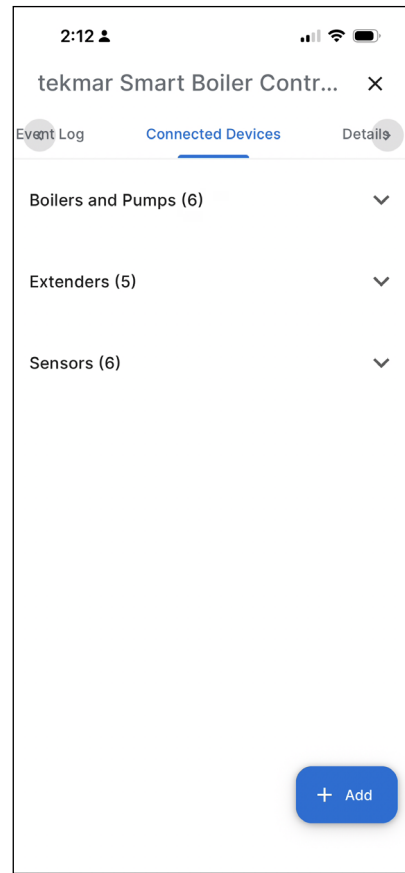 2:12
tekmar Smart Boiler Contr...
Event Log Connected Devices Details
Boilers and Pumps (6)
Extenders (5)
Sensors (6)
+ Add